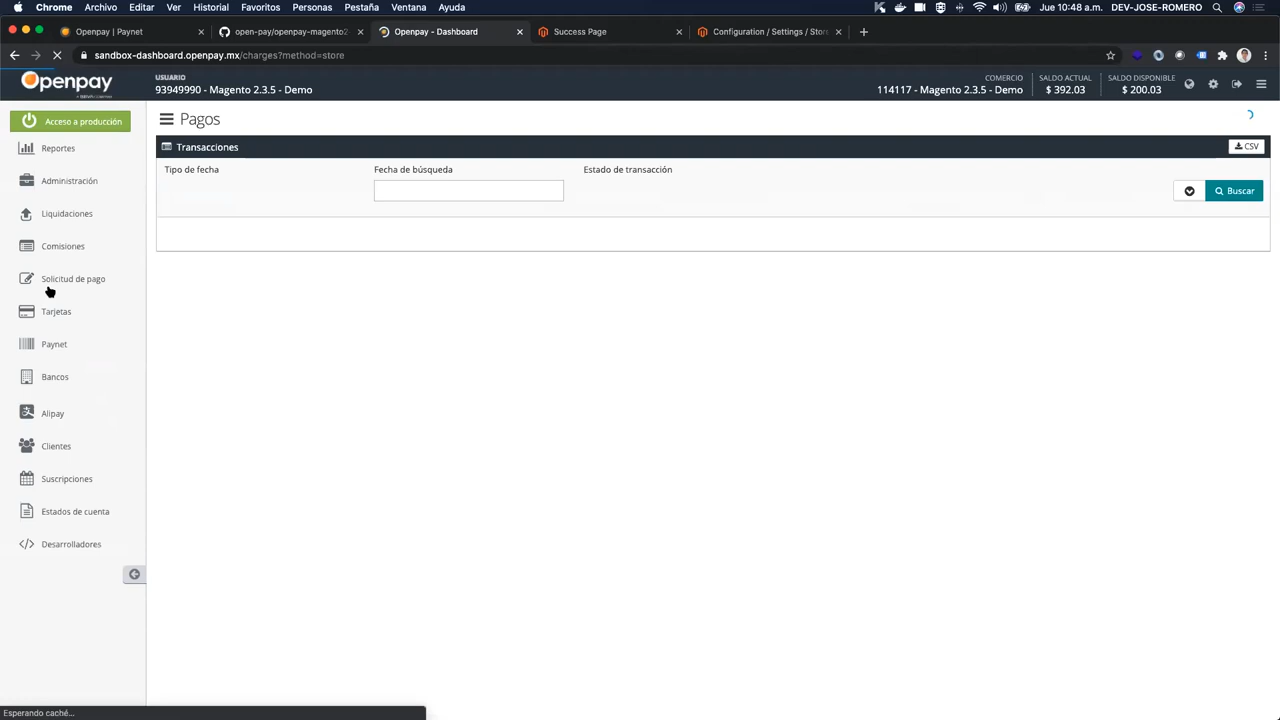 Chrome Archivo Editar Ver Historial Favoritos Personas Pestaña Ventana Ayuda Jue 10:48 a.m. DEV-JOSE-ROMERO
Openpay | Paynet open-pay/openpay-magento2 Openpay - Dashboard Success Page Configuration / Settings / Stor
sandbox-dashboard.openpay.mx/charges?method=store
Openpay
USUARIO COMERCIO SALDO ACTUAL SALDO DISPONIBLE
93949990 - Magento 2.3.5 - Demo 114117 - Magento 2.3.5 - Demo $ 392.03 $ 200.03
Acceso a producción
Reportes
Administración
Liquidaciones
Comisiones
Solicitud de pago
Tarjetas
Paynet
Bancos
Alipay
Clientes
Suscripciones
Estados de cuenta
Desarrolladores
Pagos
Transacciones CSV
Tipo de fecha Fecha de búsqueda Estado de transacción
Buscar
Esperando caché...